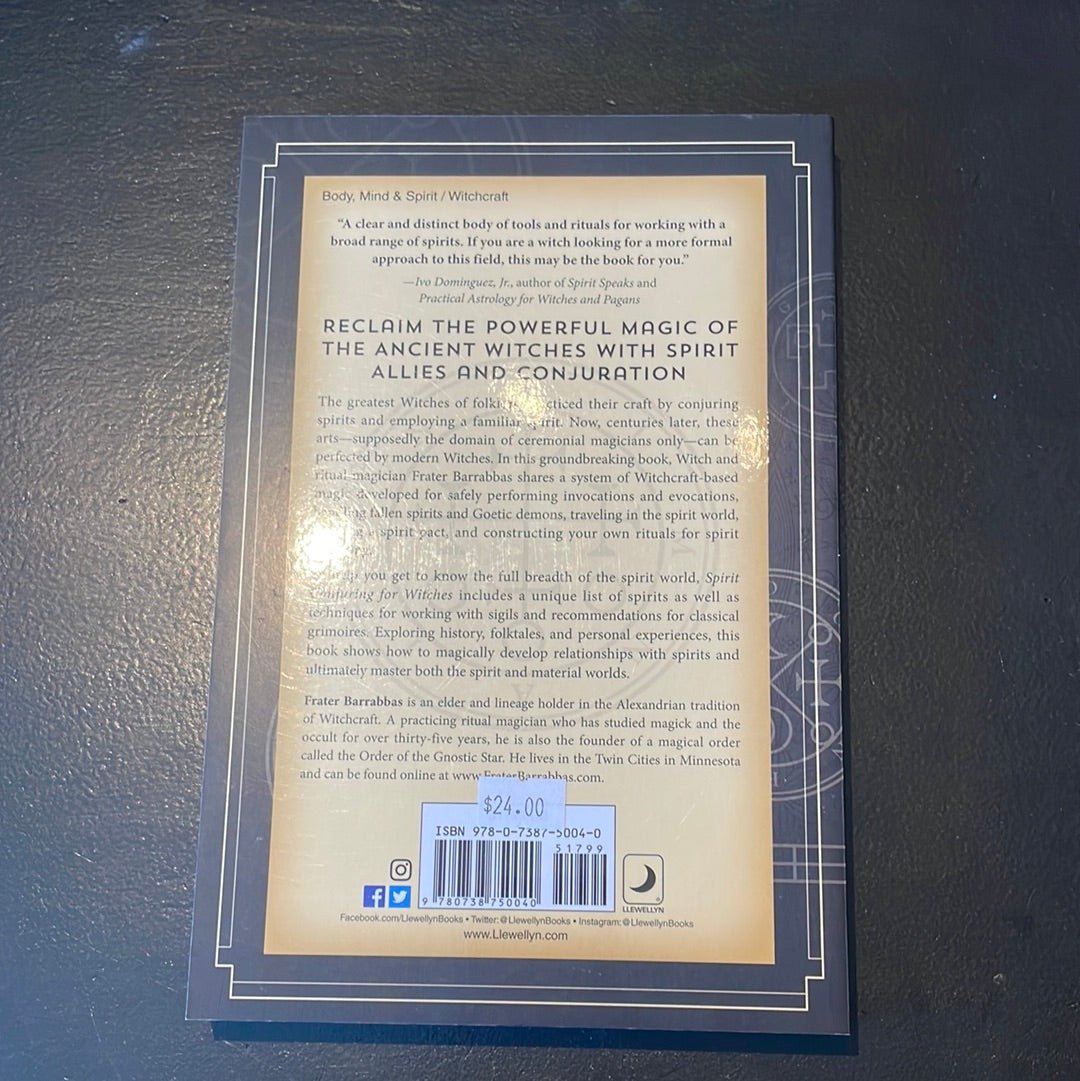 Body, Mind & Spirit / Witchcraft
“A clear and distinct body of tools and rituals for working with a
broad range of spirits. If you are a witch looking for a more formal
approach to this field, this may be the book for you.”
—Ivo Dominguez, Jr., author of Spirit Speaks and
Practical Astrology for Witches and Pagans
RECLAIM THE POWERFUL MAGIC OF
THE ANCIENT WITCHES WITH SPIRIT
ALLIES AND CONJURATION
The greatest Witches of their craft by conjuring
spirits and employing a familiar spirit. Now, centuries later, these
arts—supposedly the domain of ceremonial magicians only—can be
perfected by modern Witches. In this groundbreaking book, Witch and
ritual magician Frater Barrabbas shares a system of Witchcraft-based
magic developed for safely performing invocations and evocations,
fallen spirits and Goetic demons, traveling in the spirit world,
a spirit pact, and constructing your own rituals for spirit
you get to know the full breadth of the spirit world, Spirit
Conjuring for Witches includes a unique list of spirits as well as
techniques for working with sigils and recommendations for classical
grimoires. Exploring history, folktales, and personal experiences, this
book shows how to magically develop relationships with spirits and
ultimately master both the spirit and material worlds.
Frater Barrabbas is an elder and lineage holder in the Alexandrian tradition
of Witchcraft. A practicing ritual magician who has studied magick and the
occult for over thirty-five years, he is also the founder of a magical order
called the Order of the Gnostic Star. He lives in the Twin Cities in Minnesota
and can be found online at www.FraterBarrabbas.com.
$24.00
ISBN 978-0-7387-5004-0
51799
9 780738 750040
LLEWELLYN
Facebook.com/LlewellynBooks • Twitter: @LlewellynBooks • Instagram: @LlewellynBooks
www.Llewellyn.com